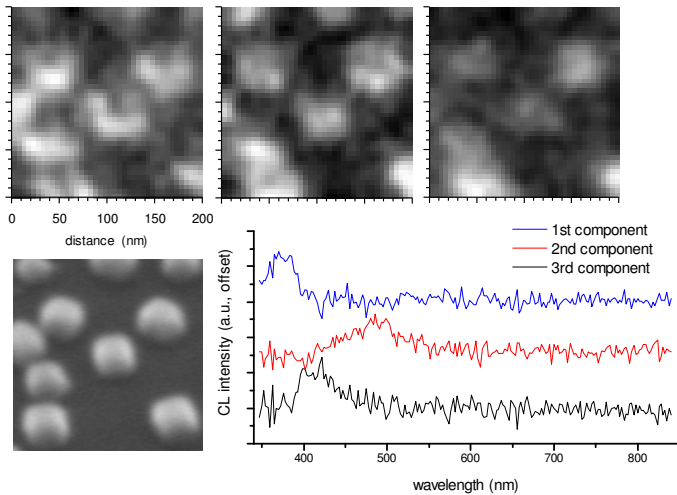 0 50 100 150 200
distance (nm)
1st component
2nd component
3rd component
CL intensity (a.u., offset)
400 500 600 700 800
wavelength (nm)